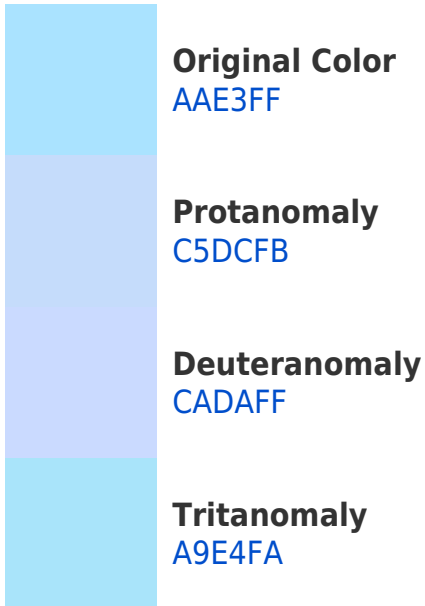 Original Color
AAE3FF
Protanomaly
C5DCFB
Deuteranomaly
CADAFF
Tritanomaly
A9E4FA